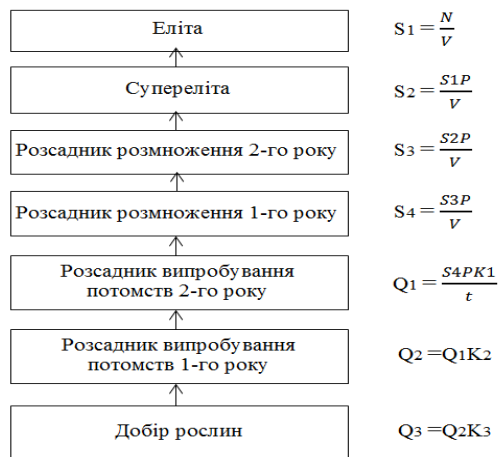 Еліта S1 = N/V
Супереліта S2 = S1P/V
Розсадник розмноження 2-го року S3 = S2P/V
Розсадник розмноження 1-го року S4 = S3P/V
Розсадник випробування
потомств 2-го року Q1 = S4PK1/t
Розсадник випробування
потомств 1-го року Q2 =Q1K2
Добір рослин Q3 =Q2K3